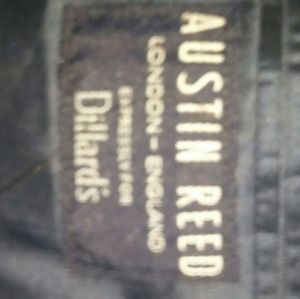 AUSTIN REED
LONDON - ENGLAND
EXPRESSLY FOR
Dillard's